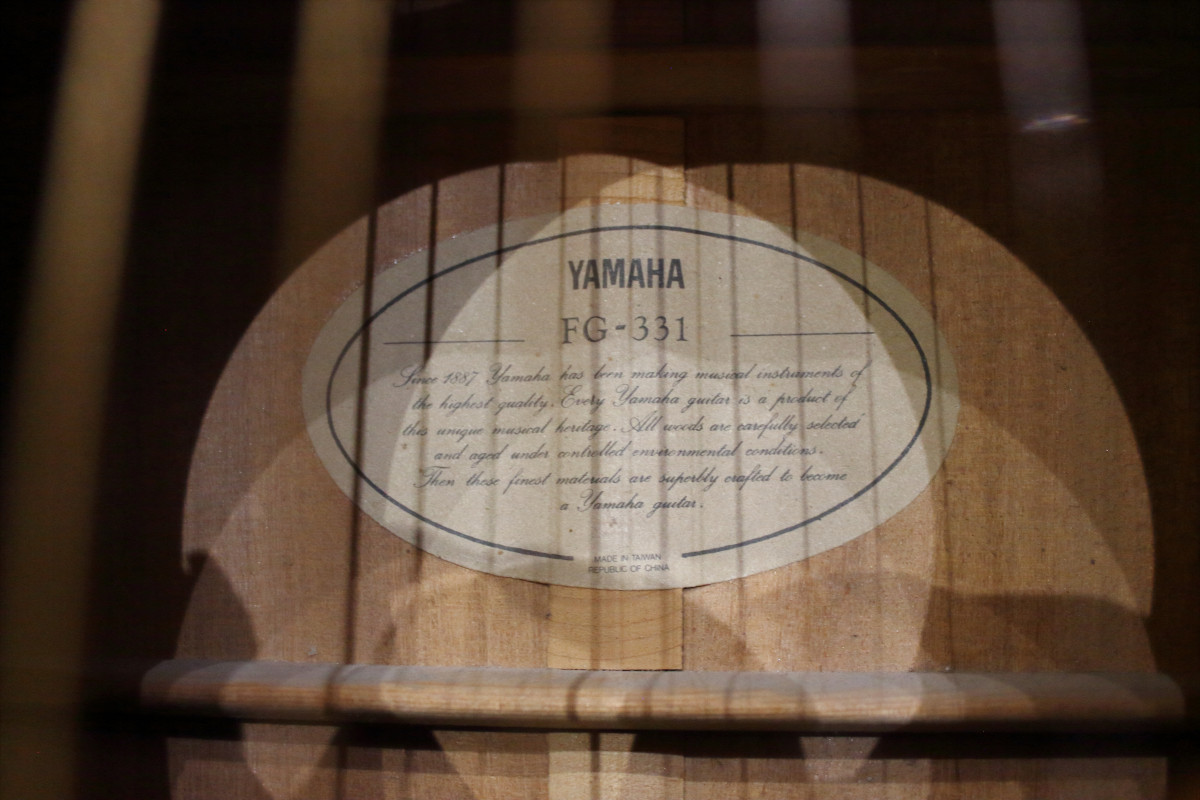 YAMAHA
FG-331
Since 1887 Yamaha has been making musical instruments of
the highest quality. Every Yamaha guitar is a product of
this unique musical heritage. All woods are carefully selected
and aged under controlled environmental conditions.
Then these finest materials are superbly crafted to become
a Yamaha guitar.
MADE IN TAIWAN
REPUBLIC OF CHINA